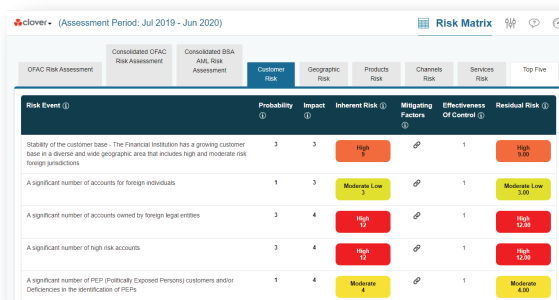 clover (Assessment Period: Jul 2019 - Jun 2020)
Risk Matrix
Consolidated OFAC
Risk Assessment
Consolidated BSA
AML Risk
Assessment
OFAC Risk Assessment
Customer
Risk
Geographic
Risk
Products
Risk
Channels
Risk
Services
Risk
Top Five
Risk Event
Probability
Impact
Inherent Risk
Mitigating
Factors
Effectiveness
Of Control
Residual Risk
Stability of the customer base - The Financial Institution has a growing customer
base in a diverse and wide geographic area that includes high and moderate risk
foreign jurisdictions
3
3
High
9
1
High
9.00
A significant number of accounts for foreign individuals
1
3
Moderate Low
3
1
Moderate Low
3.00
A significant number of accounts owned by foreign legal entities
3
4
High
12
1
High
12.00
A significant number of high risk accounts
3
4
High
12
1
High
12.00
A significant number of PEP (Politically Exposed Persons) customers and/or
Deficiencies in the identification of PEPs
1
4
Moderate
4
1
Moderate
4.00